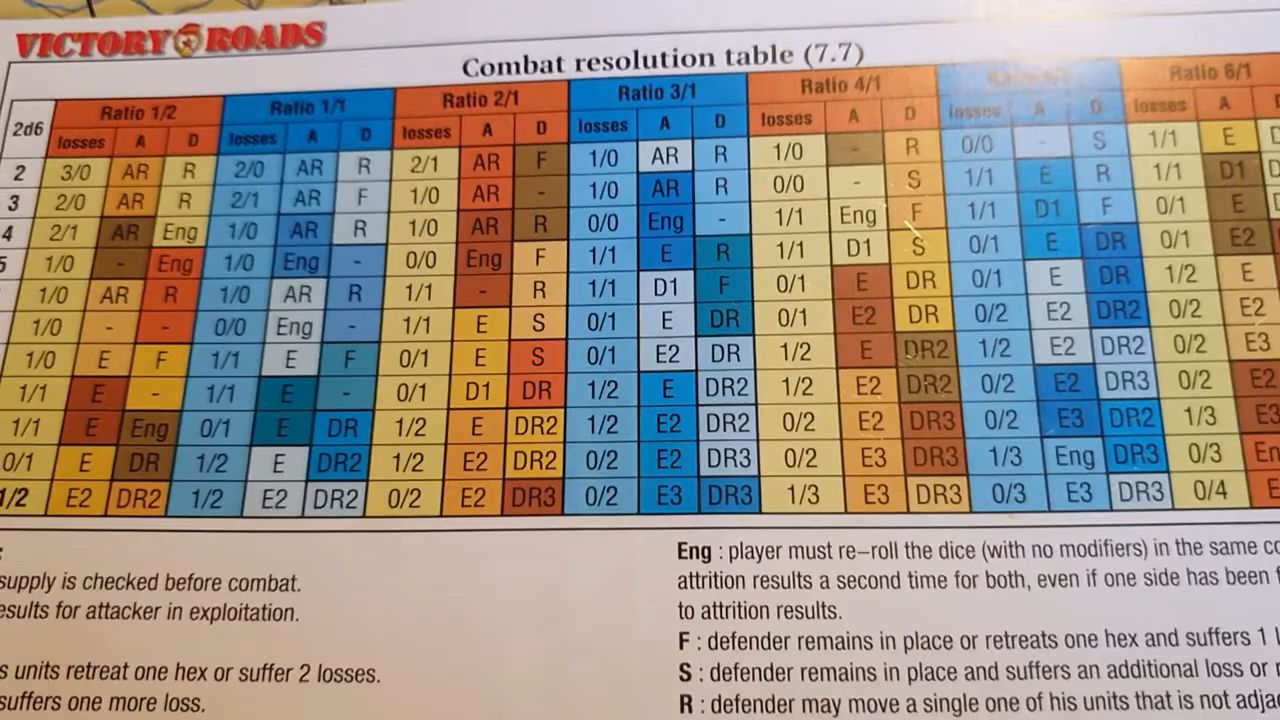 VICTORY ROADS
Combat resolution table (7.7)
2d6 Ratio 1/2 Ratio 1/1 Ratio 2/1 Ratio 3/1 Ratio 4/1 Ratio 6/1
losses A D losses A D losses A D losses A D losses A D losses A D losses A
2 3/0 AR R 2/0 AR R 2/1 AR F 1/0 AR R 1/0 - R 0/0 - S 1/1 E
3 2/0 AR R 2/1 AR F 1/0 AR - 1/0 AR R 0/0 - S 1/1 E R 1/1 D1
4 2/1 AR Eng 1/0 AR R 1/0 AR R 0/0 Eng - 1/1 Eng F 1/1 D1 F 0/1 E
5 1/0 - Eng 1/0 Eng - 0/0 Eng F 1/1 E R 1/1 D1 S 0/1 E DR 0/1 E2
1/0 AR R 1/0 AR R 1/1 - R 1/1 D1 F 0/1 E DR 0/1 E DR 1/2 E
1/0 - - 0/0 Eng - 1/1 E S 0/1 E DR 0/1 E2 DR 0/2 E2 DR2 0/2 E2
1/0 E F 1/1 E F 0/1 E S 0/1 E2 DR 1/2 E DR2 1/2 E2 DR2 0/2 E3
1/1 E - 1/1 E - 0/1 D1 DR 1/2 E DR2 1/2 E2 DR2 0/2 E2 DR3 0/2 E2
1/1 E Eng 0/1 E DR 1/2 E DR2 1/2 E2 DR2 0/2 E2 DR3 0/2 E3 DR2 1/3 E3
0/1 E DR 1/2 E DR2 1/2 E2 DR2 0/2 E2 DR3 0/2 E3 DR3 1/3 Eng DR3 0/3 En
1/2 E2 DR2 1/2 E2 DR2 0/2 E2 DR3 0/2 E3 DR3 1/3 E3 DR3 0/3 E3 DR3 0/4 E
:
supply is checked before combat.
esults for attacker in exploitation.
s units retreat one hex or suffer 2 losses.
suffers one more loss.
Eng : player must re–roll the dice (with no modifiers) in the same co
attrition results a second time for both, even if one side has been f
to attrition results.
F : defender remains in place or retreats one hex and suffers 1 l
S : defender remains in place and suffers an additional loss or r
R : defender may move a single one of his units that is not adja